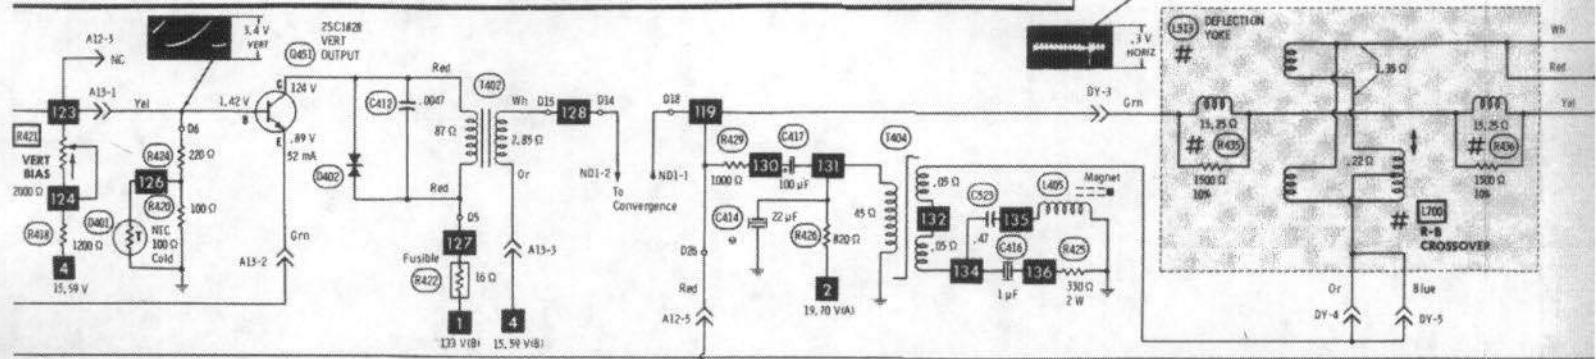 A12-3
NC
3.4 V
VERT
Q451
2SC1828
VERT
OUTPUT
123
A13-1
Yel
1.42 V
B
C
124 V
E
.89 V
52 mA
R421
VERT
BIAS
2000 Ω
124
R418
1200 Ω
4
15.59 V
D6
R424
220 Ω
126
R420
100 Ω
D401
T
NTC
100 Ω
Cold
Grn
A13-2
Red
C412
.0047
D402
87 Ω
Red
T402
2.85 Ω
Wh
D15
128
D14
Or
D5
127
Fusible
R422
16 Ω
1
133 V(B)
A13-3
4
15.59 V(B)
ND1-2
To
Convergence
ND1-1
D18
119
R429
1000 Ω
130
C417
100 μF
131
C414
22 μF
R426
820 Ω
2
19.70 V(A)
D26
Red
A12-5
T404
45 Ω
.05 Ω
132
.05 Ω
C523
.47
135
L405
Magnet
134
C416
1 μF
136
R425
330 Ω
2 W
.3 V
HORIZ
DY-3
Grn
L513
DEFLECTION
YOKE
#
1.35 Ω
15.25 Ω
#
R435
1500 Ω
10%
.22 Ω
15.25 Ω
#
R436
1500 Ω
10%
#
L700
R-B
CROSSOVER
Wh
Red
Yel
Or
Blue
DY-4
DY-5